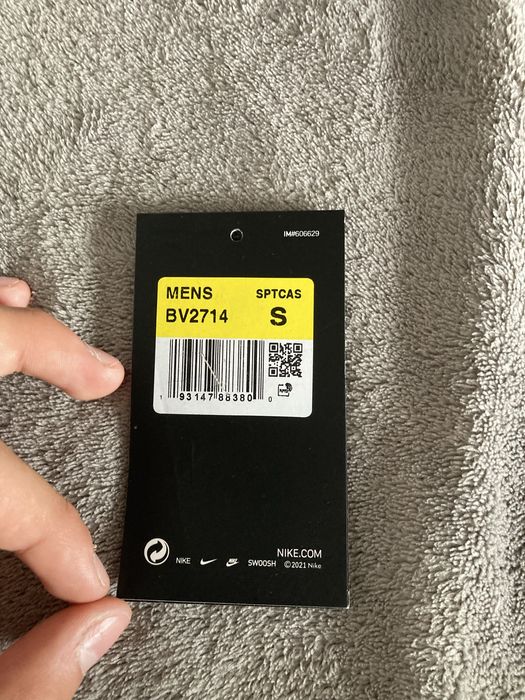 IM#606629
MENS SPTCAS
BV2714 S
1 93147 88380 0
NIKE.COM
NIKE SWOOSH ©2021 Nike